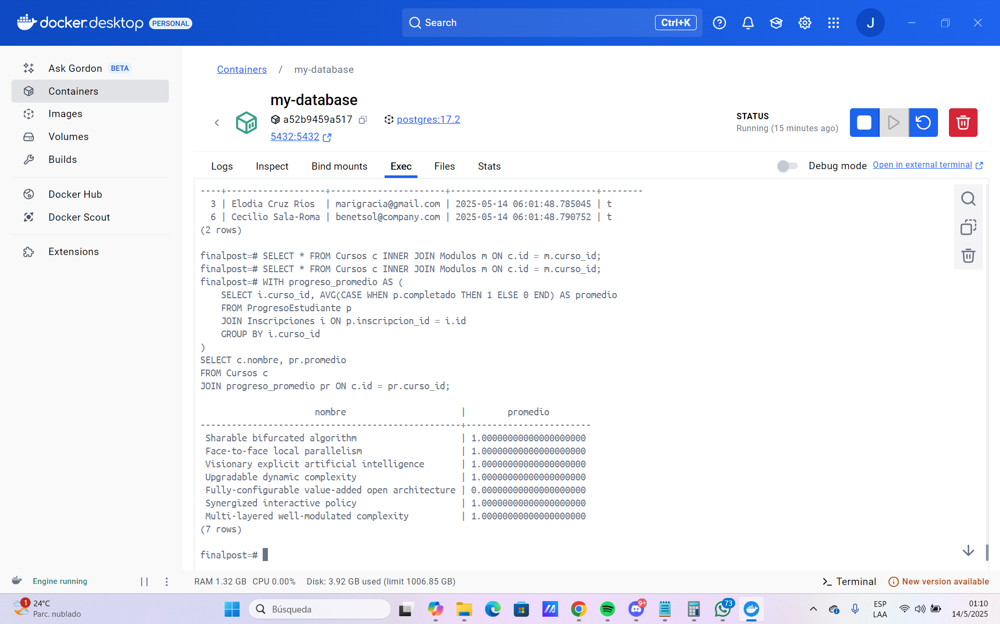 docker desktop PERSONAL
Search
Ctrl+K
J
Ask Gordon BETA
Containers
Images
Volumes
Builds
Docker Hub
Docker Scout
Extensions
Containers / my-database
my-database
a52b9459a517 postgres:17.2
5432:5432
STATUS
Running (15 minutes ago)
Logs Inspect Bind mounts Exec Files Stats
Debug mode Open in external terminal
----+-------------------+----------------------+----------------------------+--------
3 | Elodia Cruz Ríos | marigracia@gmail.com | 2025-05-14 06:01:48.785045 | t
6 | Cecilio Sala-Roma | benetsol@company.com | 2025-05-14 06:01:48.790752 | t
(2 rows)
finalpost=# SELECT * FROM Cursos c INNER JOIN Modulos m ON c.id = m.curso_id;
finalpost=# SELECT * FROM Cursos c INNER JOIN Modulos m ON c.id = m.curso_id;
finalpost=# WITH progreso_promedio AS (
SELECT i.curso_id, AVG(CASE WHEN p.completado THEN 1 ELSE 0 END) AS promedio
FROM ProgresoEstudiante p
JOIN Inscripciones i ON p.inscripcion_id = i.id
GROUP BY i.curso_id
)
SELECT c.nombre, pr.promedio
FROM Cursos c
JOIN progreso_promedio pr ON c.id = pr.curso_id;
nombre | promedio
--------------------------------------------------+------------------------
Sharable bifurcated algorithm | 1.00000000000000000000
Face-to-face local parallelism | 1.00000000000000000000
Visionary explicit artificial intelligence | 1.00000000000000000000
Upgradable dynamic complexity | 1.00000000000000000000
Fully-configurable value-added open architecture | 0.00000000000000000000
Synergized interactive policy | 1.00000000000000000000
Multi-layered well-modulated complexity | 1.00000000000000000000
(7 rows)
finalpost=#
Engine running
RAM 1.32 GB CPU 0.00% Disk: 3.92 GB used (limit 1006.85 GB)
Terminal
New version available
1
24°C
Parc. nublado
Búsqueda
9+
73
ESP
LAA
01:10
14/5/2025